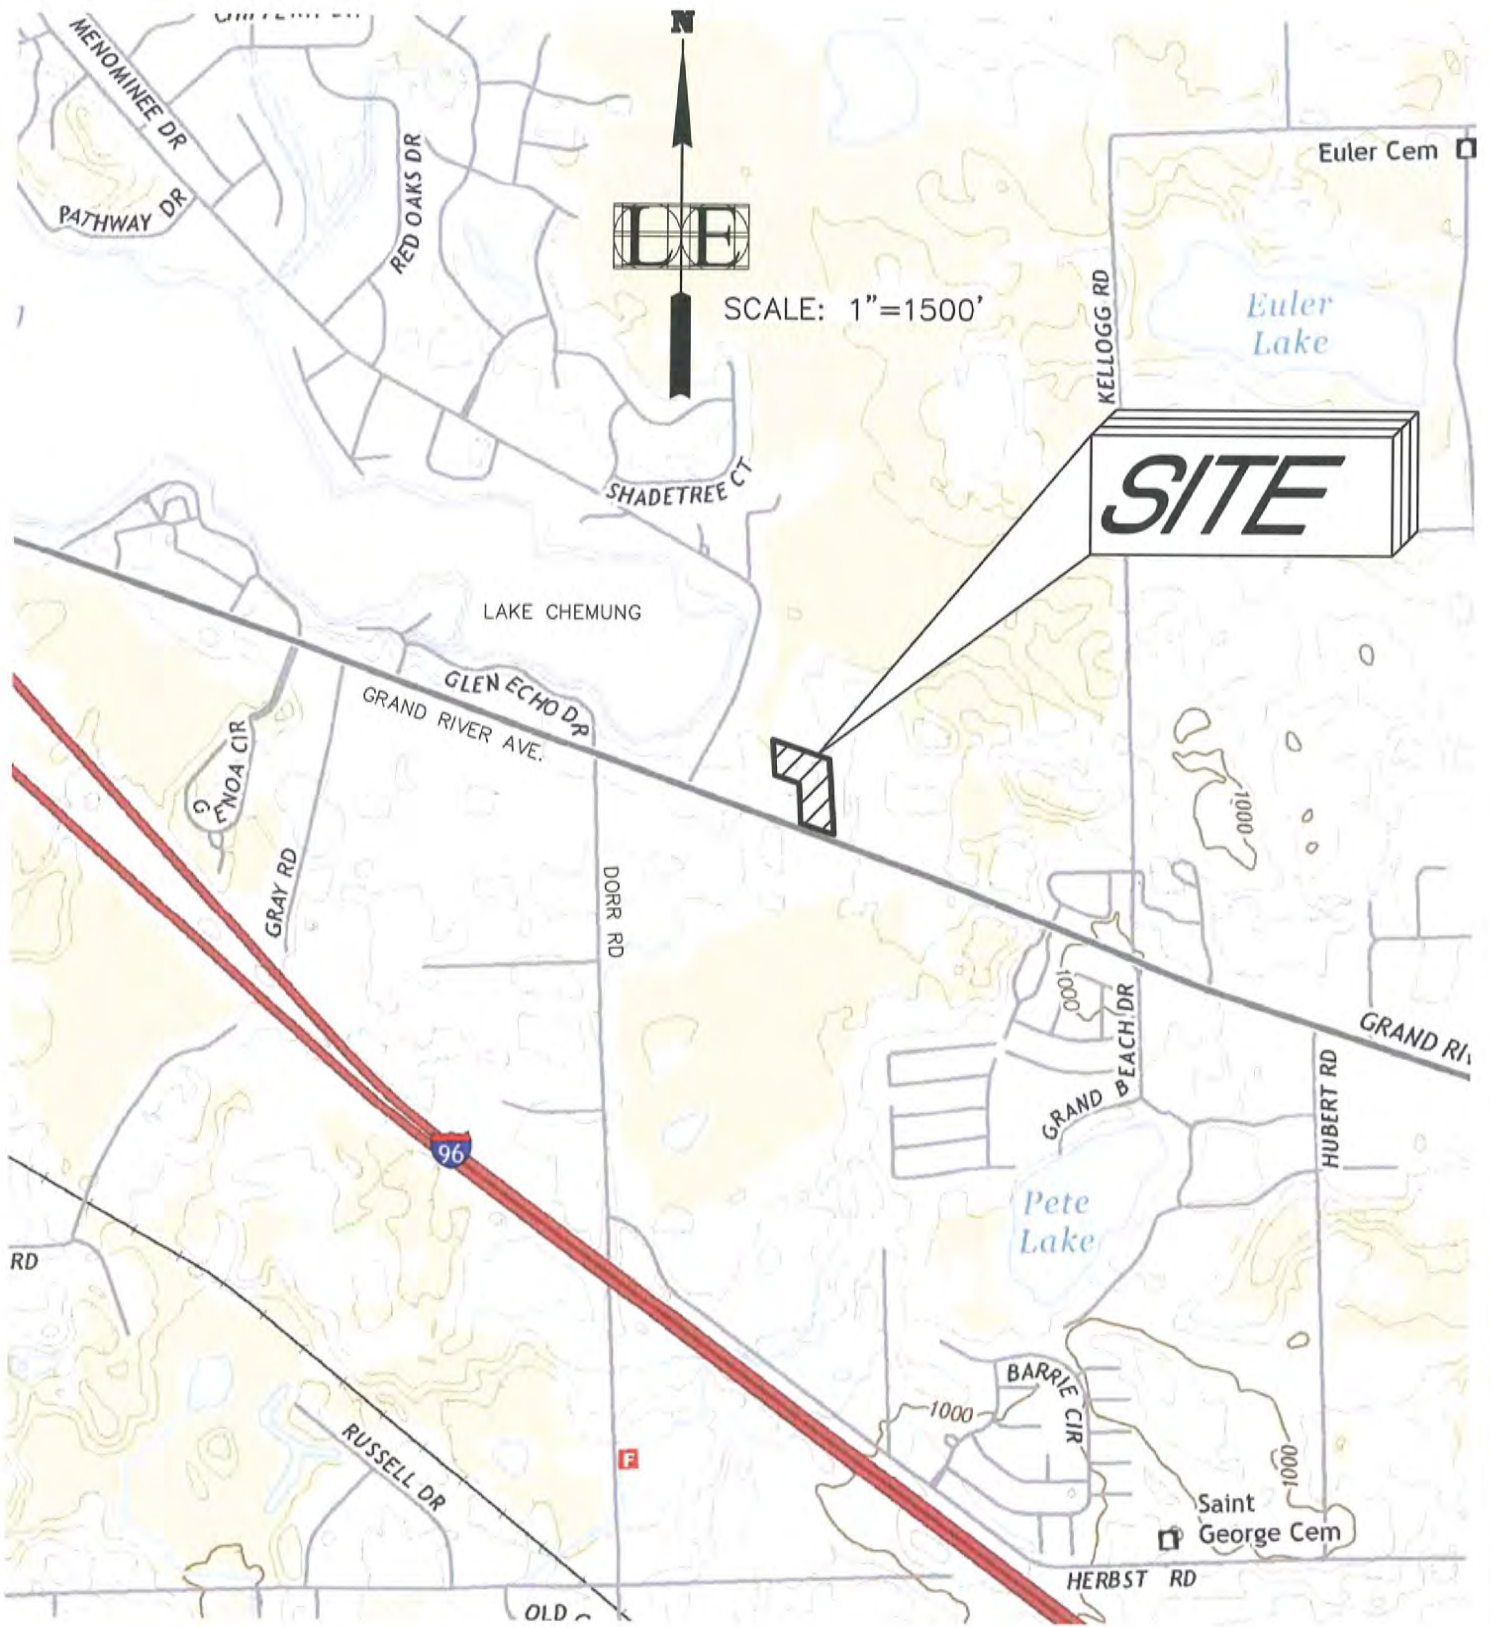 N
MENOMINEE DR
Euler Cem
RED OAKS DR
PATHWAY DR
LE
SCALE: 1"=1500'
KELLOGG RD
Euler
Lake
SITE
SHADETREE CT
LAKE CHEMUNG
GLEN ECHO DR
GRAND RIVER AVE.
GENOA CIR
1000
GRAY RD
DORR RD
1000
GRAND RIV
GRAND BEACH DR
HUBERT RD
96
Pete
Lake
RD
BARRIE CIR
1000
RUSSELL DR
F
1000
Saint
George Cem
HERBST RD
OLD